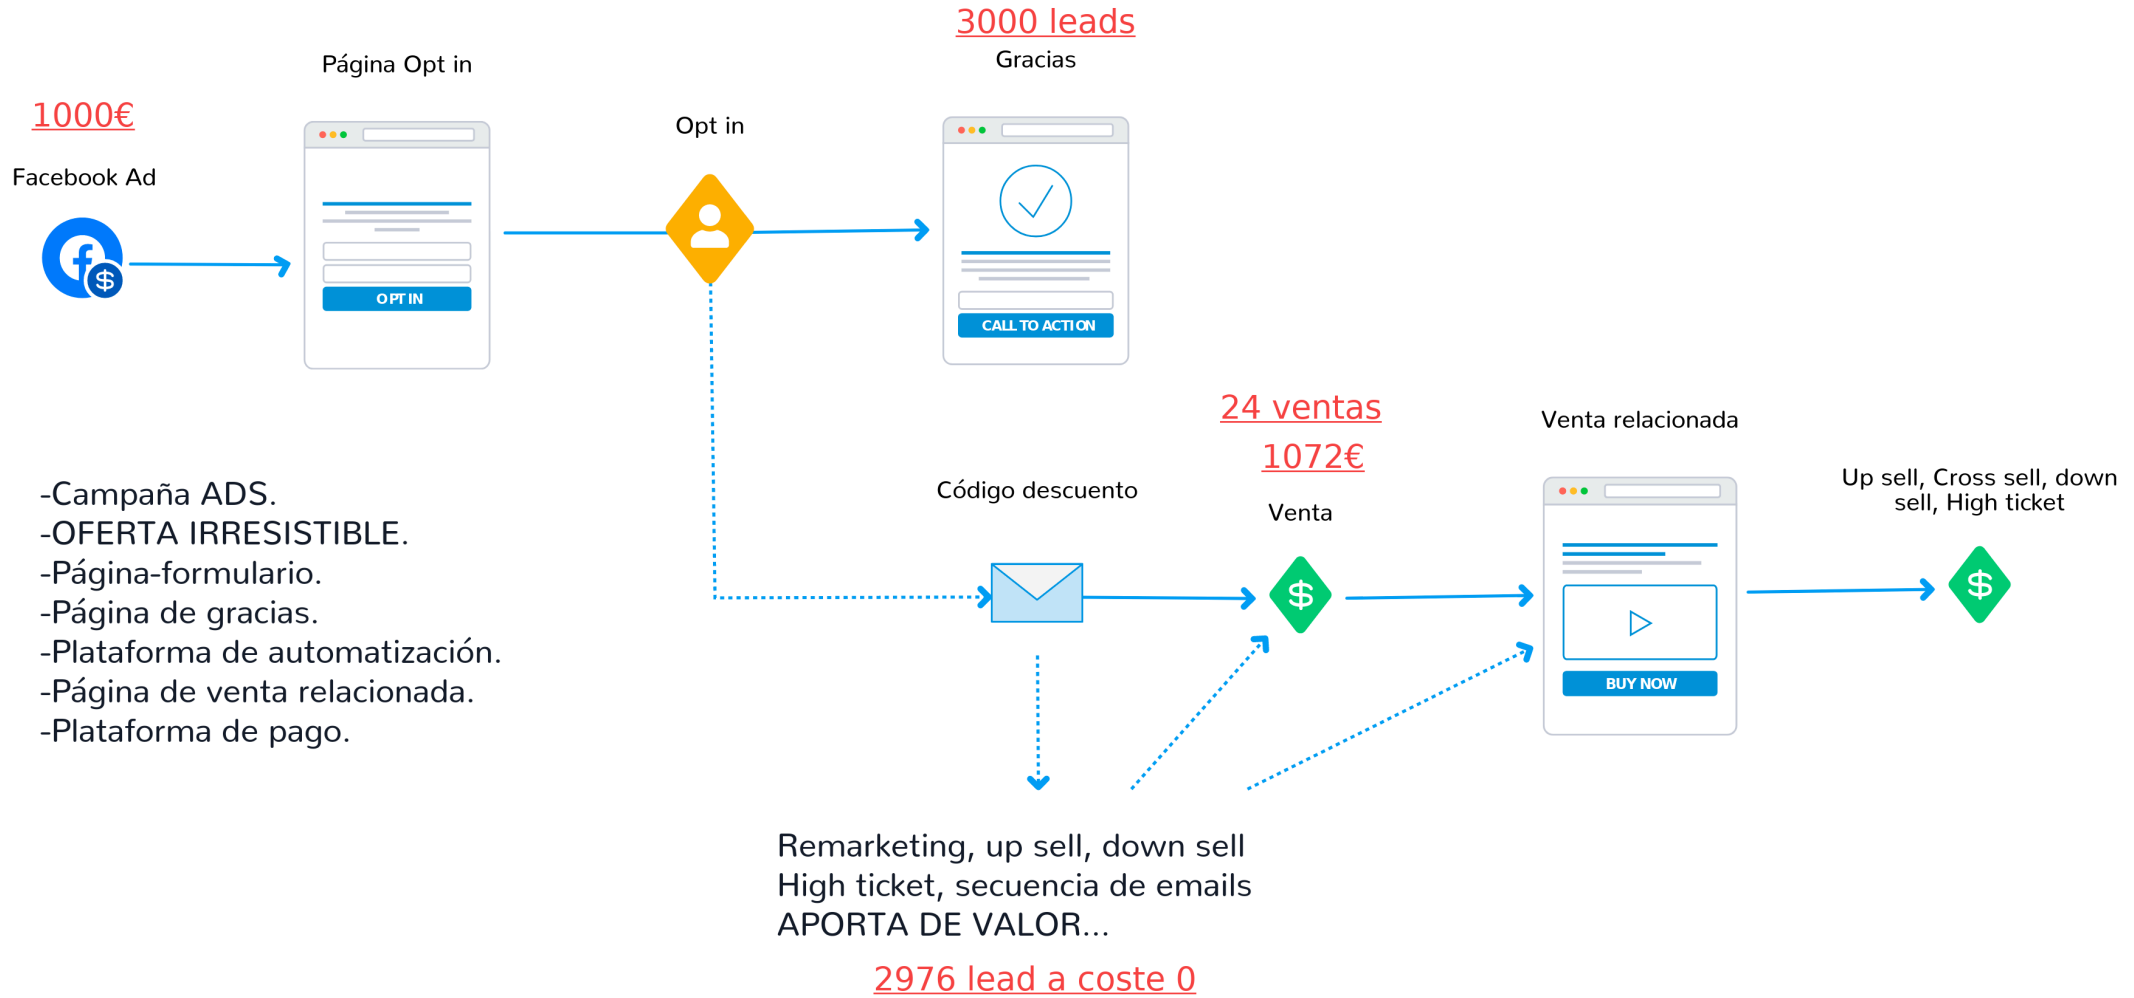 3000 leads
Gracias
Página Opt in
1000€
Opt in
Facebook Ad
OPT IN
CALL TO ACTION
24 ventas
1072€
Venta relacionada
Up sell, Cross sell, down
sell, High ticket
Código descuento
Venta
-Campaña ADS.
-OFERTA IRRESISTIBLE.
-Página-formulario.
-Página de gracias.
-Plataforma de automatización.
-Página de venta relacionada.
-Plataforma de pago.
$
$
$
BUY NOW
Remarketing, up sell, down sell
High ticket, secuencia de emails
APORTA DE VALOR...
2976 lead a coste 0